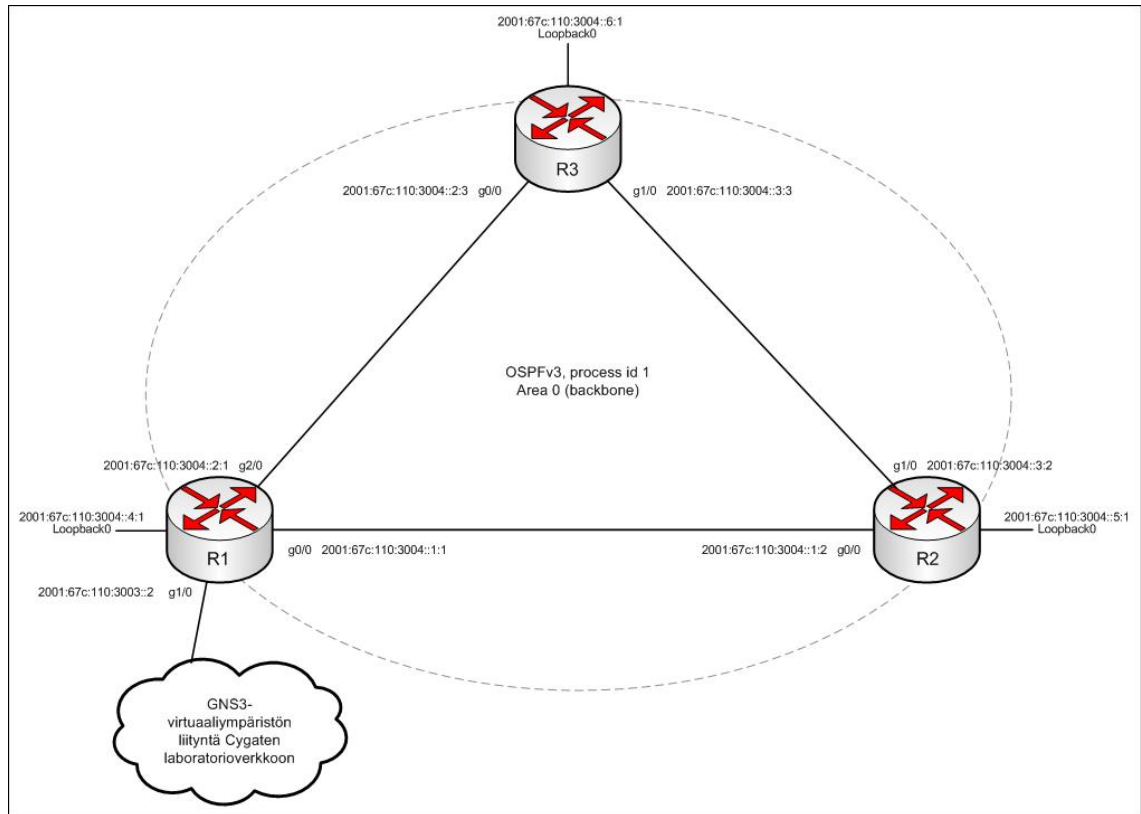 2001:67c:110:3004::6:1
Loopback0
R3
2001:67c:110:3004::2:3 g0/0
g1/0 2001:67c:110:3004::3:3
OSPFv3, process id 1
Area 0 (backbone)
2001:67c:110:3004::2:1 g2/0
g1/0 2001:67c:110:3004::3:2
2001:67c:110:3004::4:1
Loopback0
R1
g0/0 2001:67c:110:3004::1:1
2001:67c:110:3004::1:2 g0/0
R2
2001:67c:110:3004::5:1
Loopback0
2001:67c:110:3003::2 g1/0
GNS3-
virtuaaliympäristön
liityntä Cygaten
laboratorioverkkoon